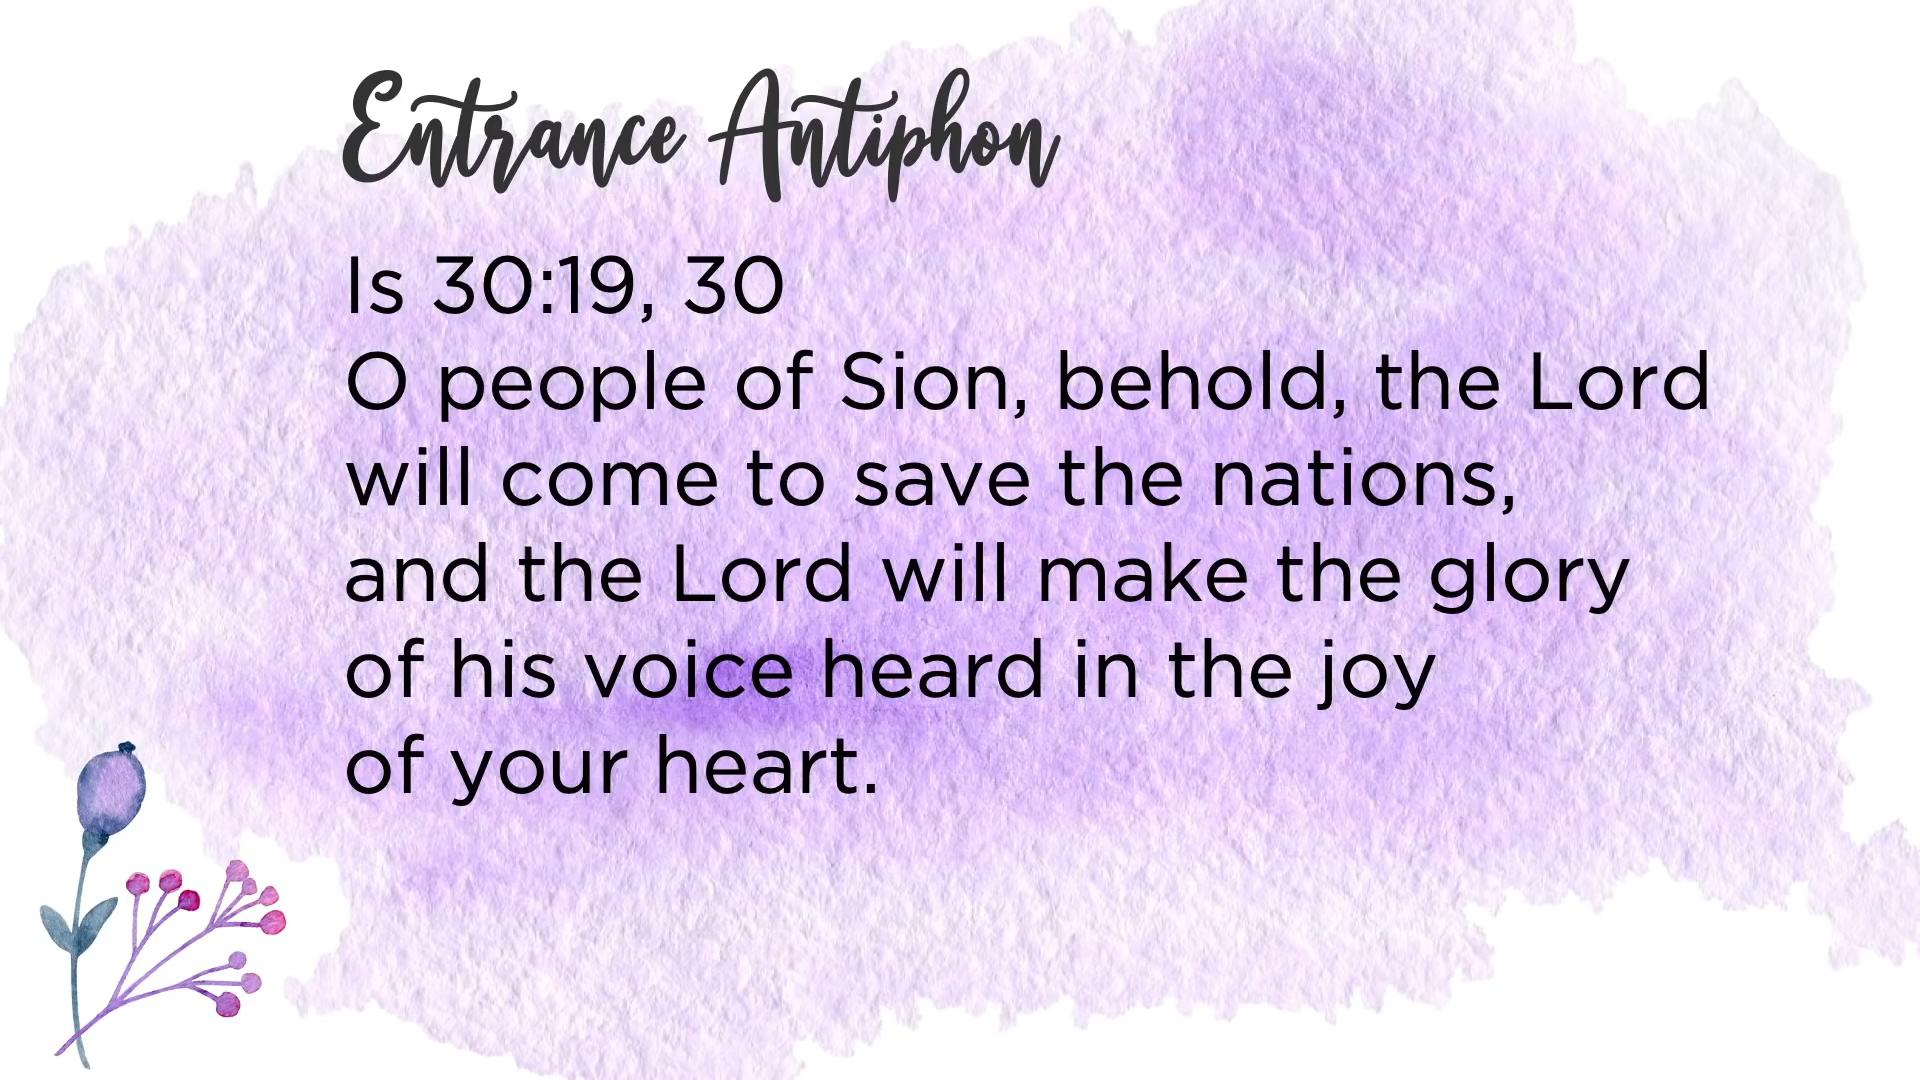 Entrance Antiphon
Is 30:19, 30
O people of Sion, behold, the Lord
will come to save the nations,
and the Lord will make the glory
of his voice heard in the joy
of your heart.